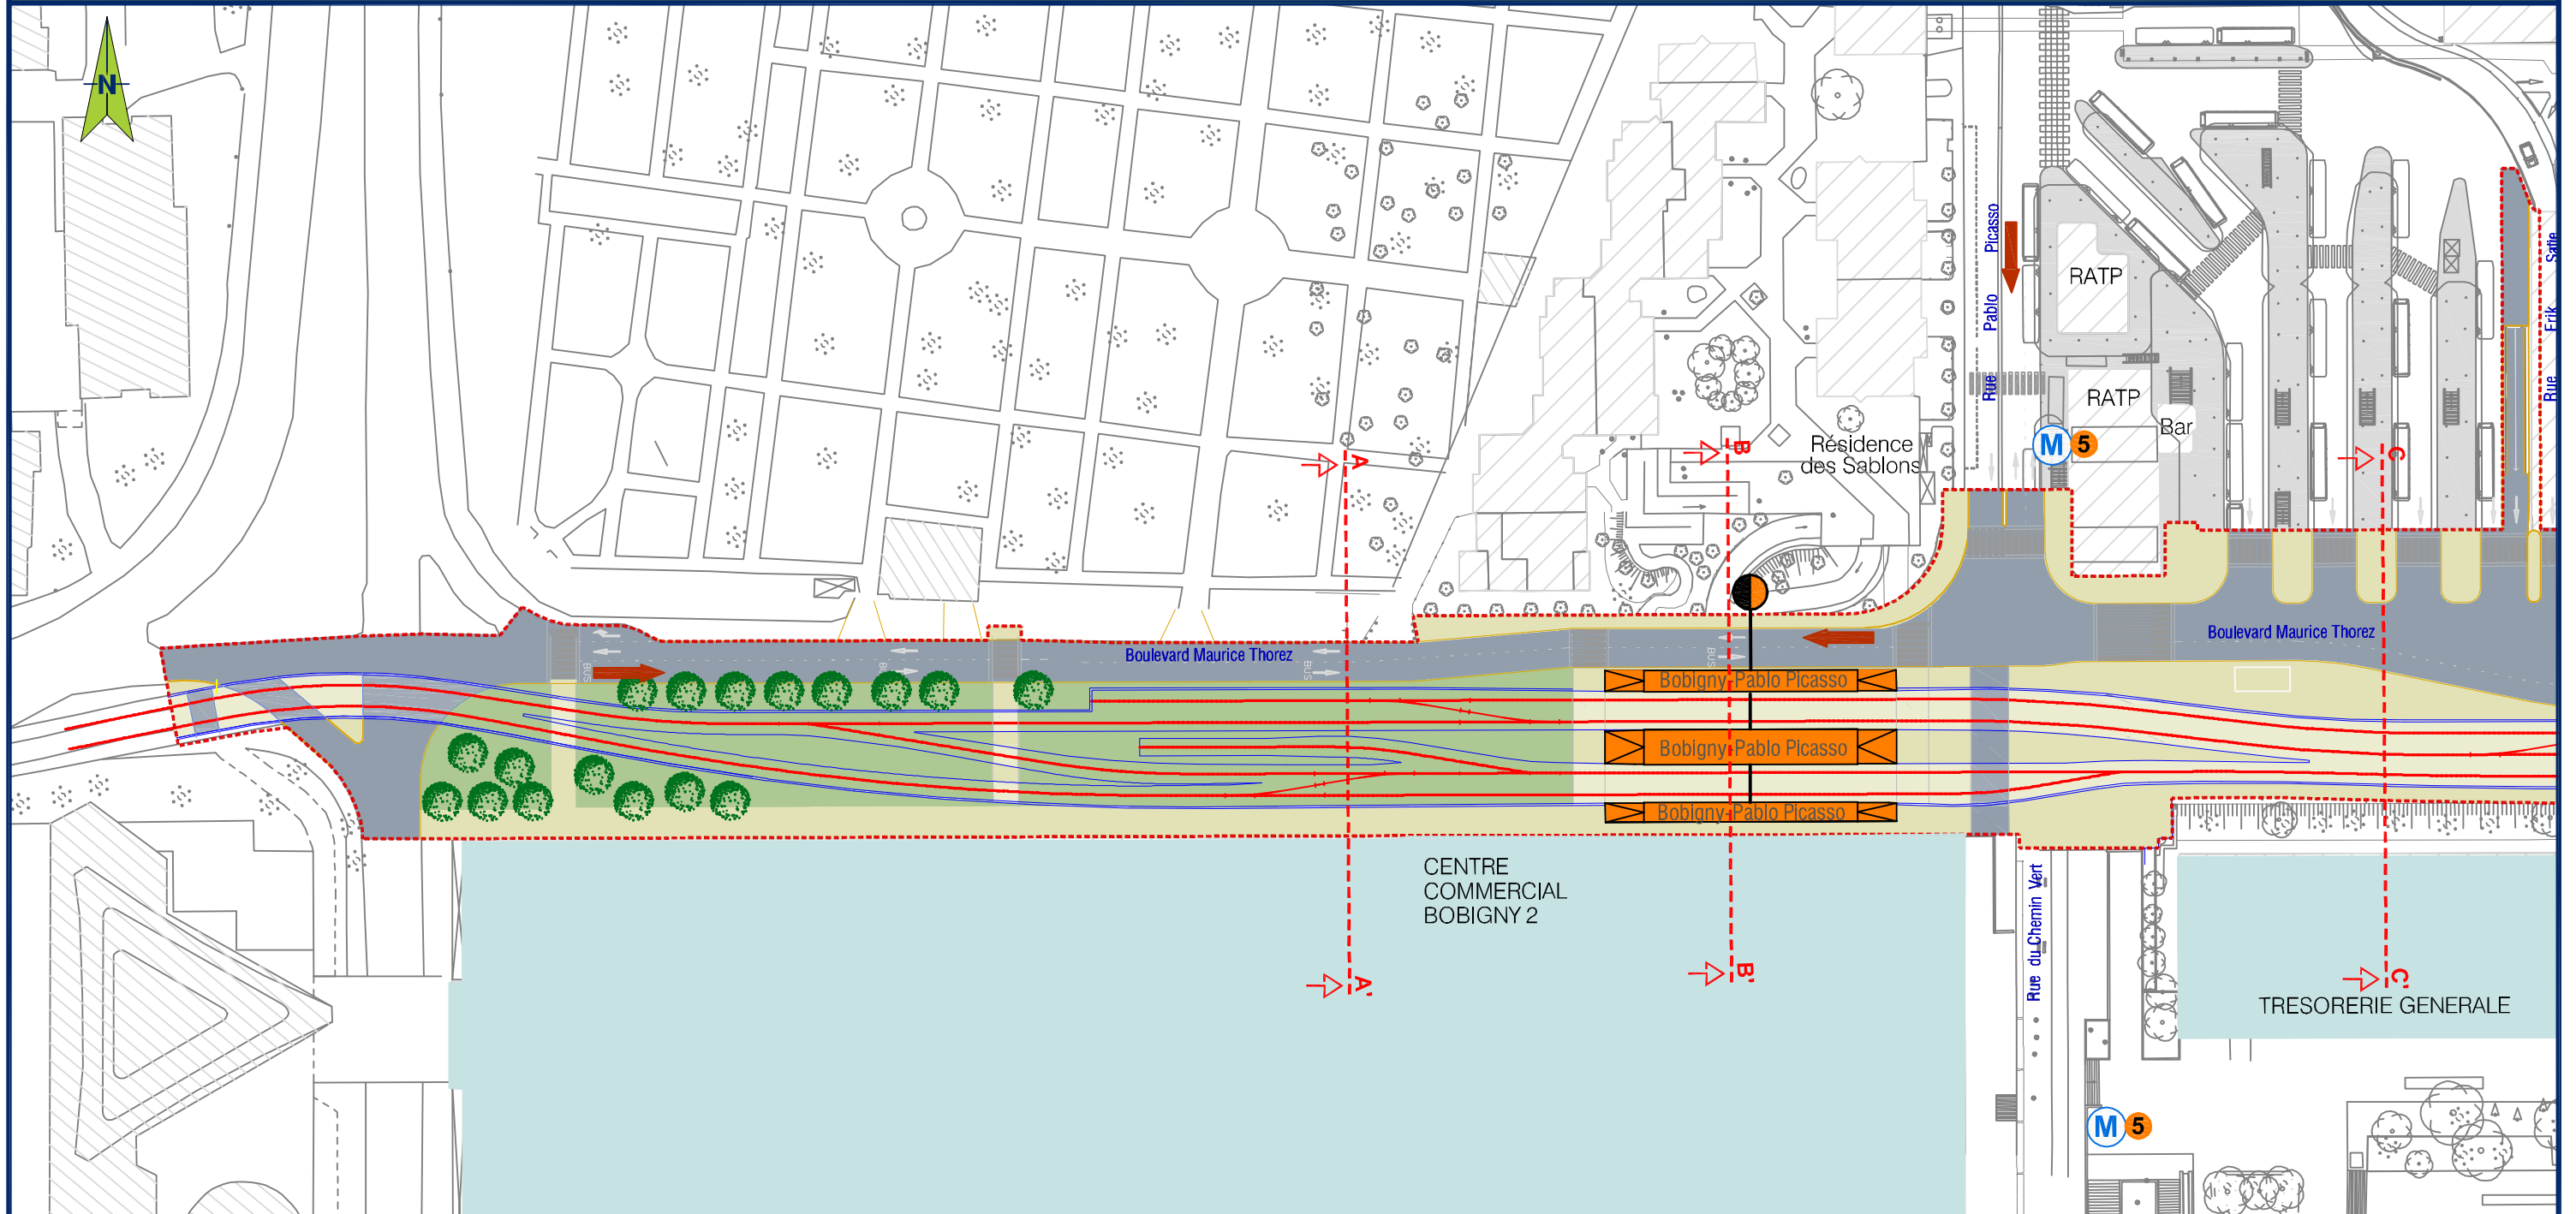 N
Rue Pablo Picasso
RATP
RATP
Bar
M 5
Rue Erik Satie
Résidence
des Sablons
A
B
C
Boulevard Maurice Thorez
Boulevard Maurice Thorez
BUS
BUS
BUS
BUS
BUS
Bobigny-Pablo Picasso
Bobigny-Pablo Picasso
Bobigny-Pablo Picasso
CENTRE
COMMERCIAL
BOBIGNY 2
Rue du Chemin Vert
A'
B'
C'
TRESORERIE GENERALE
M 5